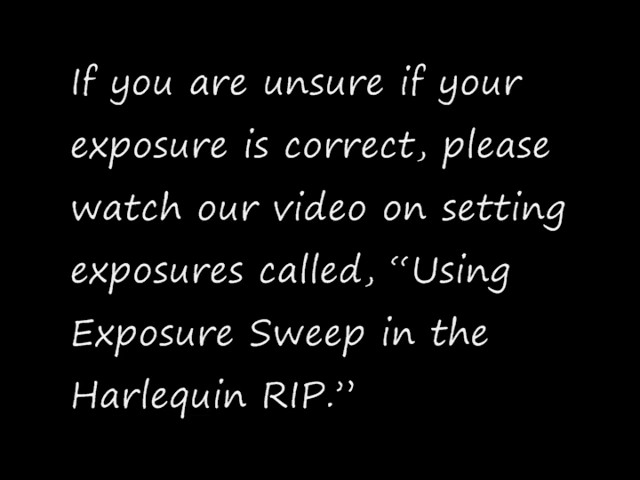 If you are unsure if your
exposure is correct, please
watch our video on setting
exposures called, “Using
Exposure Sweep in the
Harlequin RIP.”